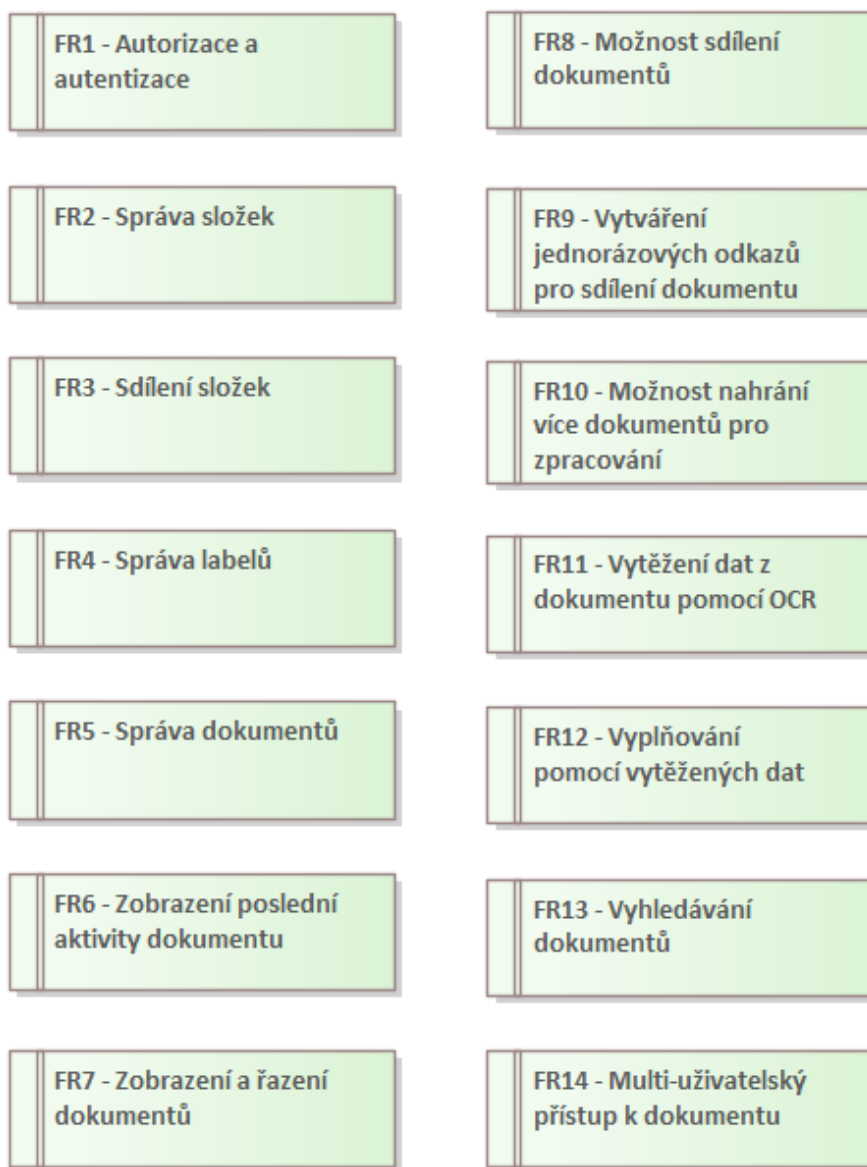 FR1 - Autorizace a
autentizace
FR2 - Správa složek
FR3 - Sdílení složek
FR4 - Správa labelů
FR5 - Správa dokumentů
FR6 - Zobrazení poslední
aktivity dokumentu
FR7 - Zobrazení a řazení
dokumentů
FR8 - Možnost sdílení
dokumentů
FR9 - Vytváření
jednorázových odkazů
pro sdílení dokumentu
FR10 - Možnost nahrání
více dokumentů pro
zpracování
FR11 - Vytěžení dat z
dokumentu pomocí OCR
FR12 - Vyplňování
pomocí vytěžených dat
FR13 - Vyhledávání
dokumentů
FR14 - Multi-uživatelský
přístup k dokumentu